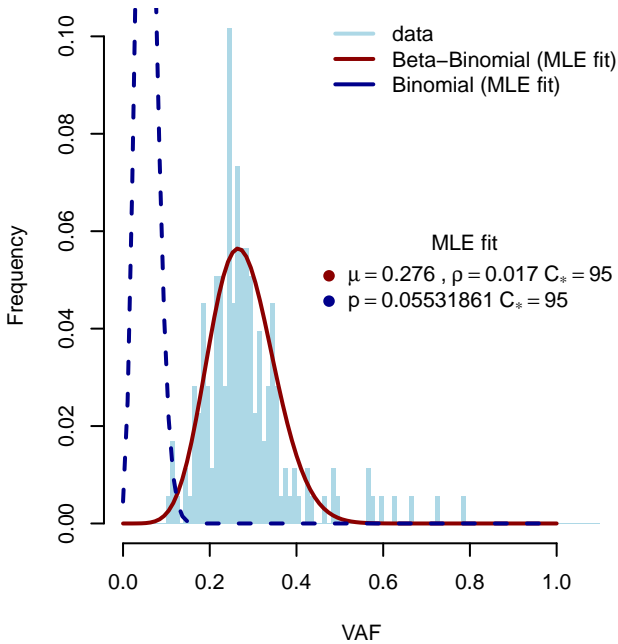 data
Beta−Binomial (MLE fit)
Binomial (MLE fit)
MLE fit
μ = 0.276 , ρ = 0.017 C* = 95
p = 0.05531861 C* = 95
Frequency
0.10
0.08
0.06
0.04
0.02
0.00
0.0 0.2 0.4 0.6 0.8 1.0
VAF